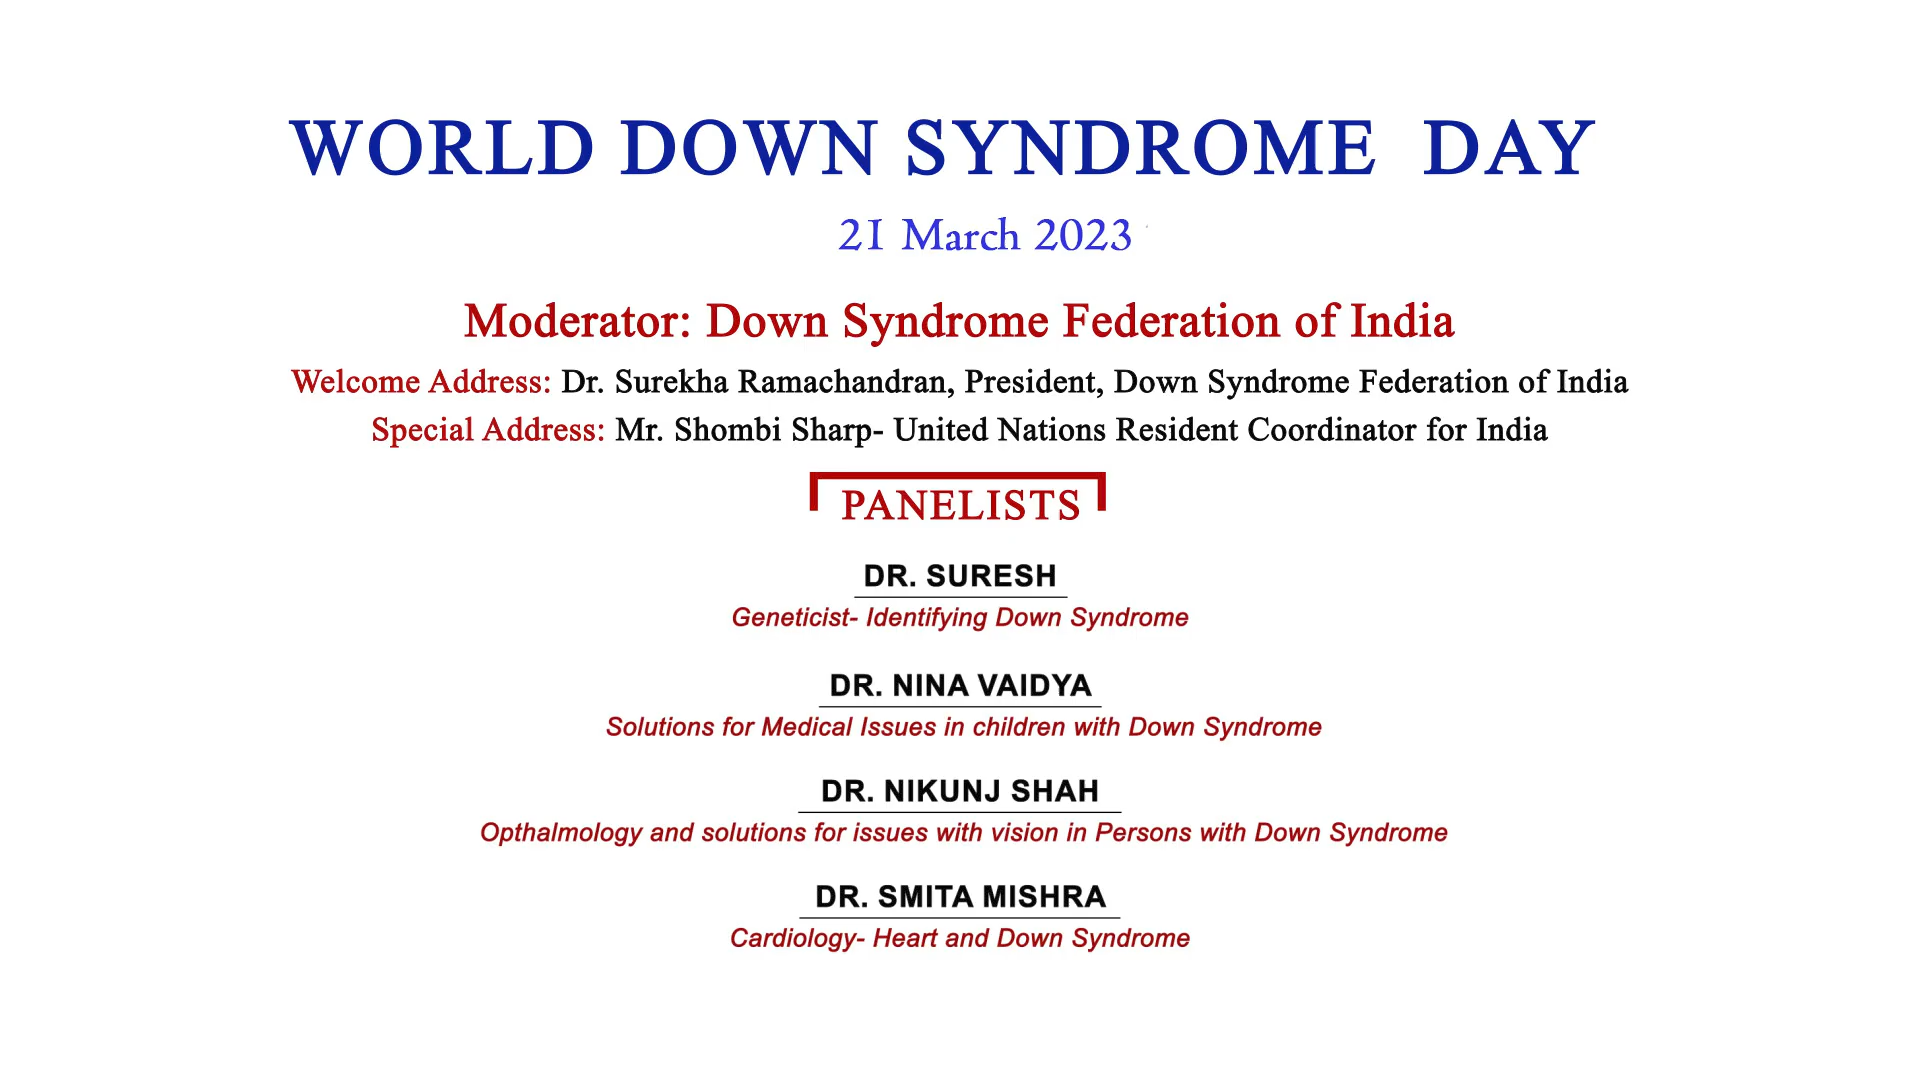 WORLD DOWN SYNDROME DAY
21 March 2023
Moderator: Down Syndrome Federation of India
Welcome Address: Dr. Surekha Ramachandran, President, Down Syndrome Federation of India
Special Address: Mr. Shombi Sharp- United Nations Resident Coordinator for India
PANELISTS
DR. SURESH
Geneticist- Identifying Down Syndrome
DR. NINA VAIDYA
Solutions for Medical Issues in children with Down Syndrome
DR. NIKUNJ SHAH
Opthalmology and solutions for issues with vision in Persons with Down Syndrome
DR. SMITA MISHRA
Cardiology- Heart and Down Syndrome